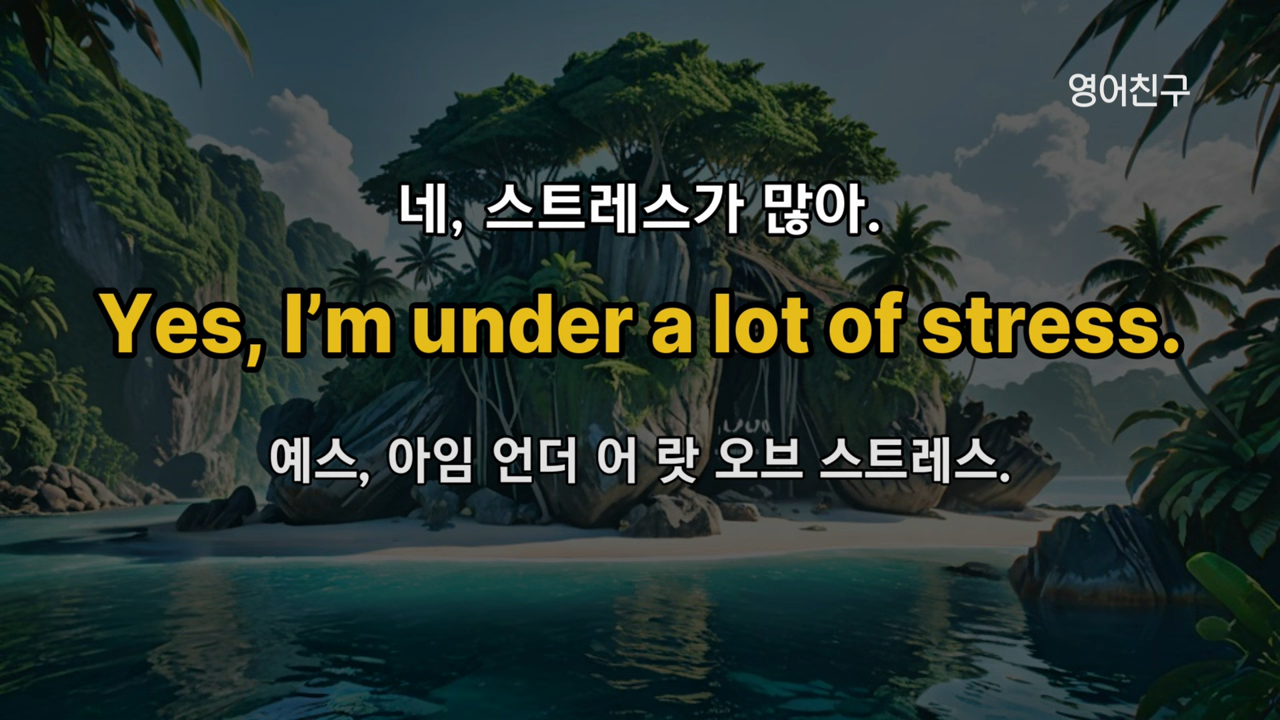 영어친구
네, 스트레스가 많아.
Yes, I’m under a lot of stress.
예스, 아임 언더 어 랏 오브 스트레스.